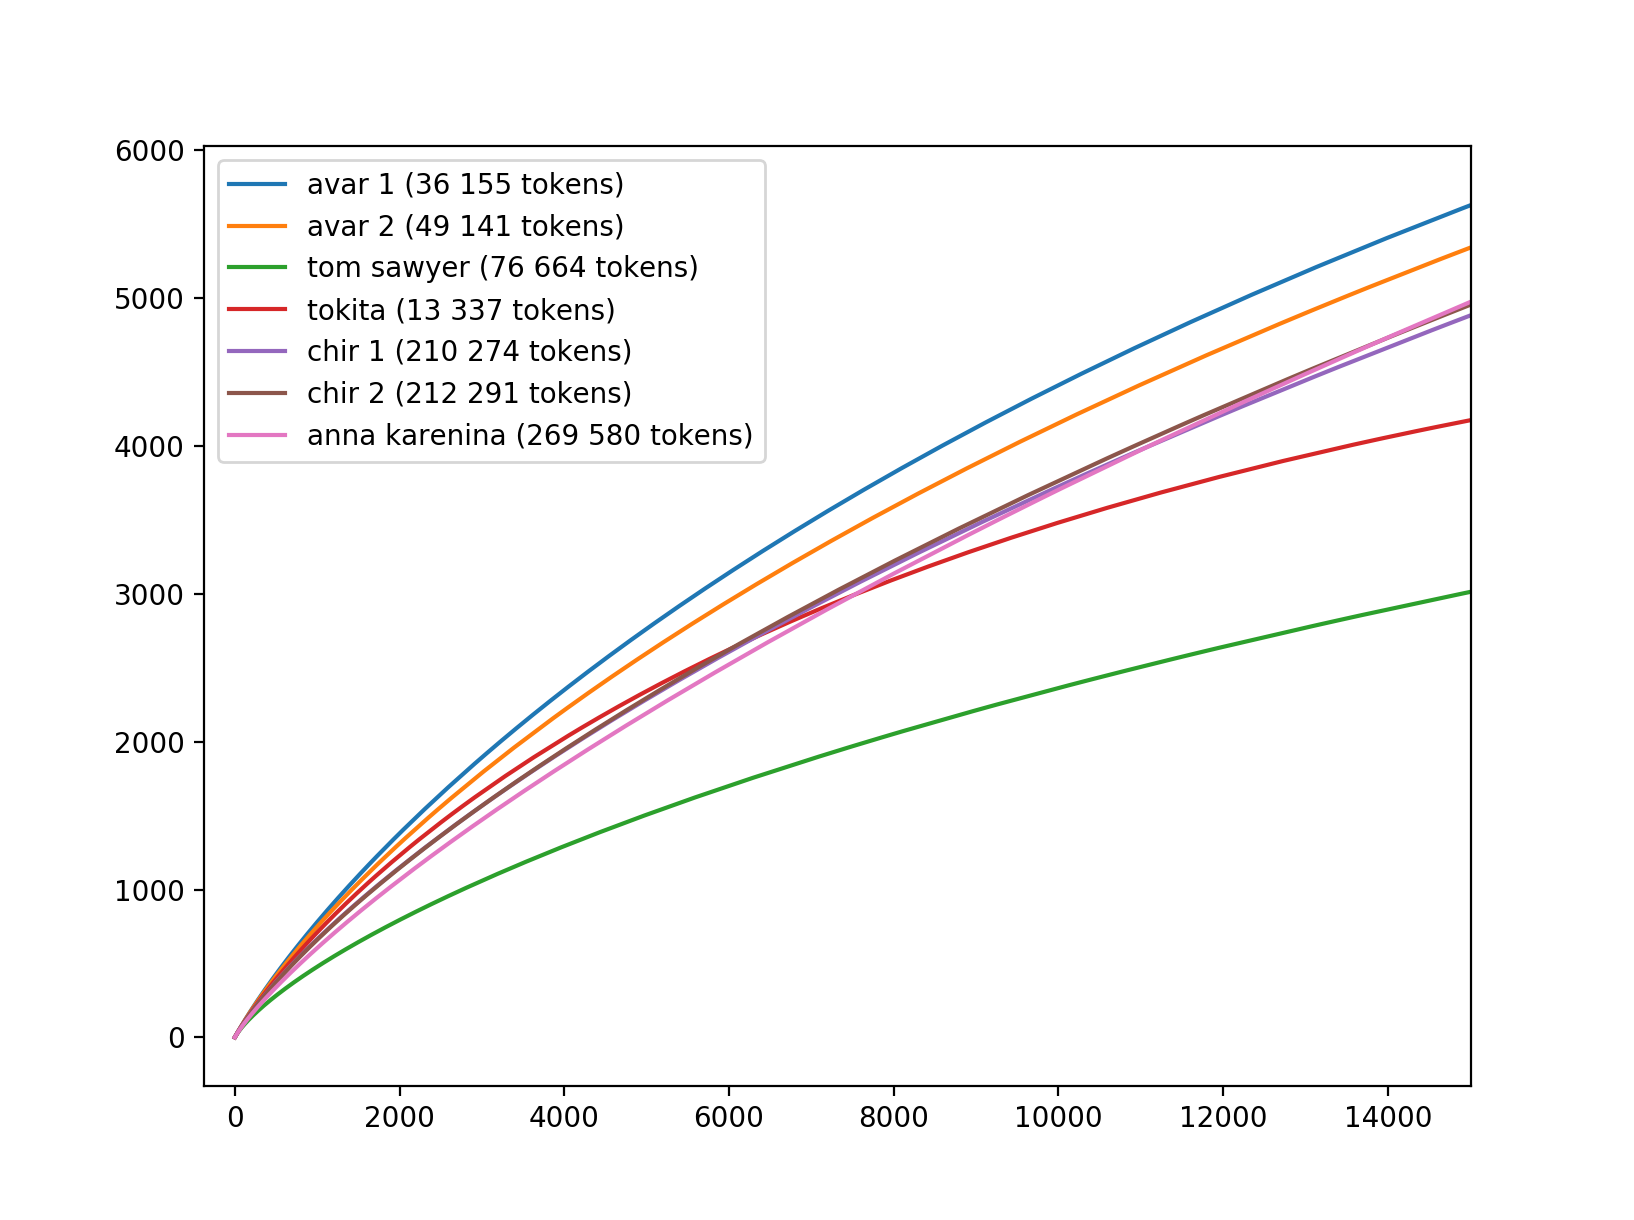 6000
5000
4000
3000
2000
1000
0
avar 1 (36 155 tokens)
avar 2 (49 141 tokens)
tom sawyer (76 664 tokens)
tokita (13 337 tokens)
chir 1 (210 274 tokens)
chir 2 (212 291 tokens)
anna karenina (269 580 tokens)
0 2000 4000 6000 8000 10000 12000 14000